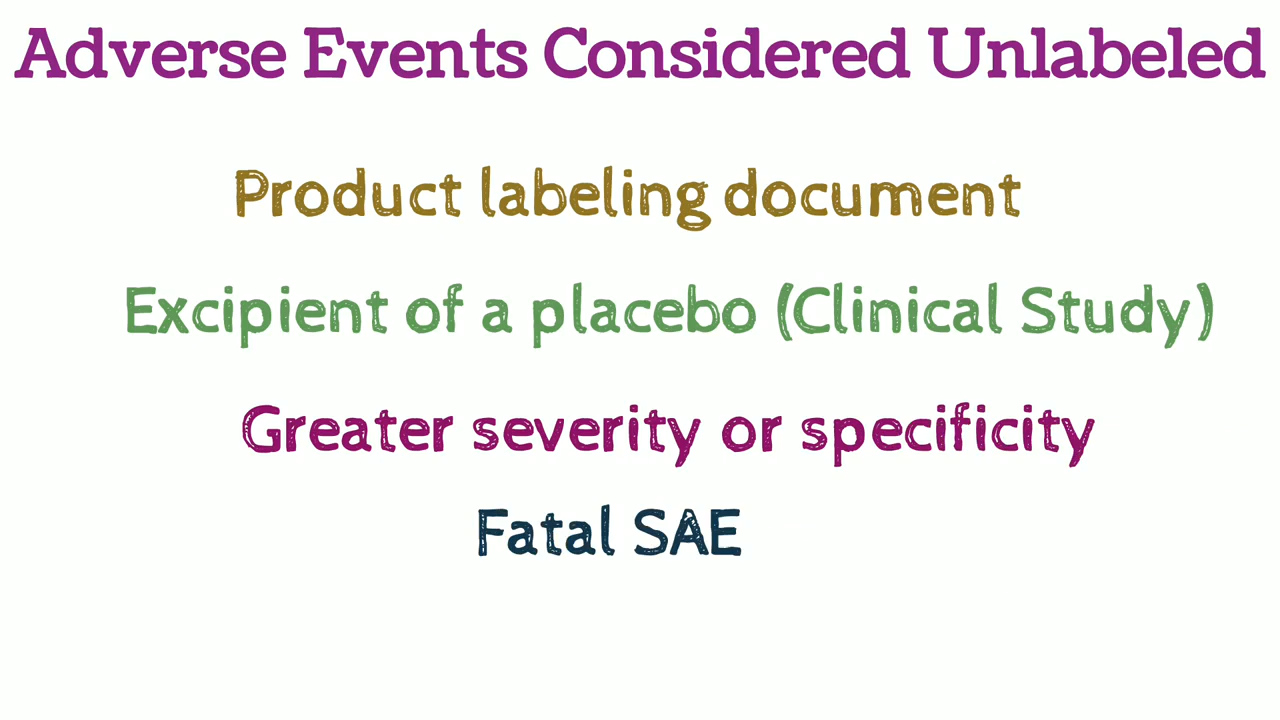 Adverse Events Considered Unlabeled
Product labeling document
Excipient of a placebo (Clinical Study)
Greater severity or specificity
Fatal SAE